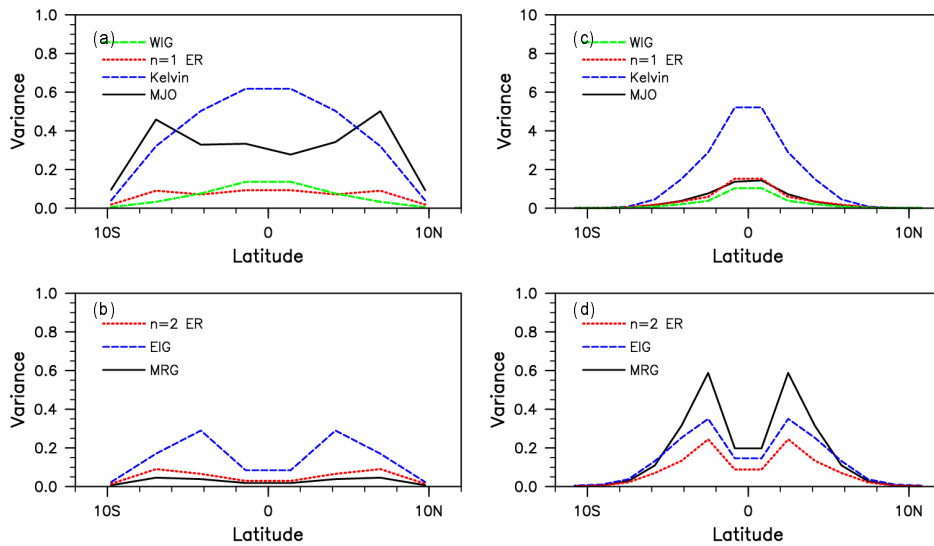 (a)
WIG
n=1 ER
Kelvin
MJO
1.0
0.8
0.6
0.4
0.2
0.0
Variance
10S
0
10N
Latitude
(c)
WIG
n=1 ER
Kelvin
MJO
10
8
6
4
2
0
Variance
10S
0
10N
Latitude
(b)
n=2 ER
EIG
MRG
1.0
0.8
0.6
0.4
0.2
0.0
Variance
10S
0
10N
Latitude
(d)
n=2 ER
EIG
MRG
1.0
0.8
0.6
0.4
0.2
0.0
Variance
10S
0
10N
Latitude